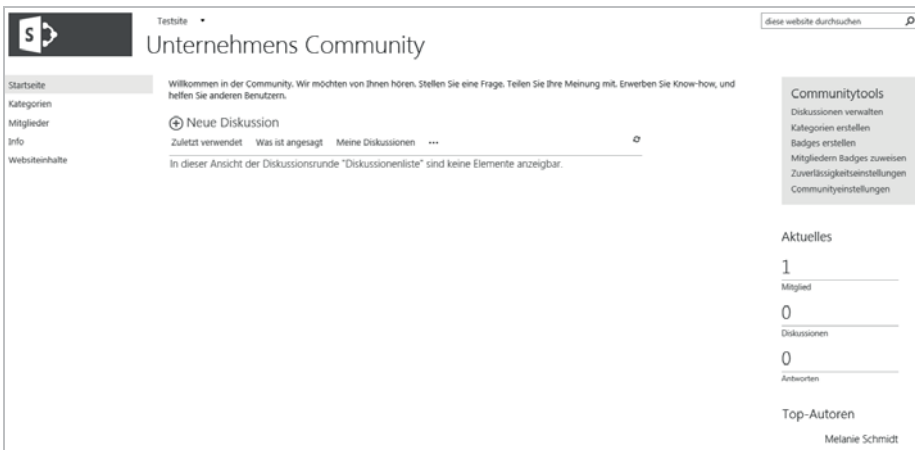 S
Testsite
diese website durchsuchen
Unternehmens Community
Startseite
Kategorien
Mitglieder
Info
Websiteinhalte
Willkommen in der Community. Wir möchten von Ihnen hören. Stellen Sie eine Frage. Teilen Sie Ihre Meinung mit. Erwerben Sie Know-how, und
helfen Sie anderen Benutzern.
Neue Diskussion
Zuletzt verwendet Was ist angesagt Meine Diskussionen ...
In dieser Ansicht der Diskussionsrunde "Diskussionenliste" sind keine Elemente anzeigbar.
Communitytools
Diskussionen verwalten
Kategorien erstellen
Badges erstellen
Mitgliedern Badges zuweisen
Zuverlässigkeitseinstellungen
Communityeinstellungen
Aktuelles
1
Mitglied
0
Diskussionen
0
Antworten
Top-Autoren
Melanie Schmidt